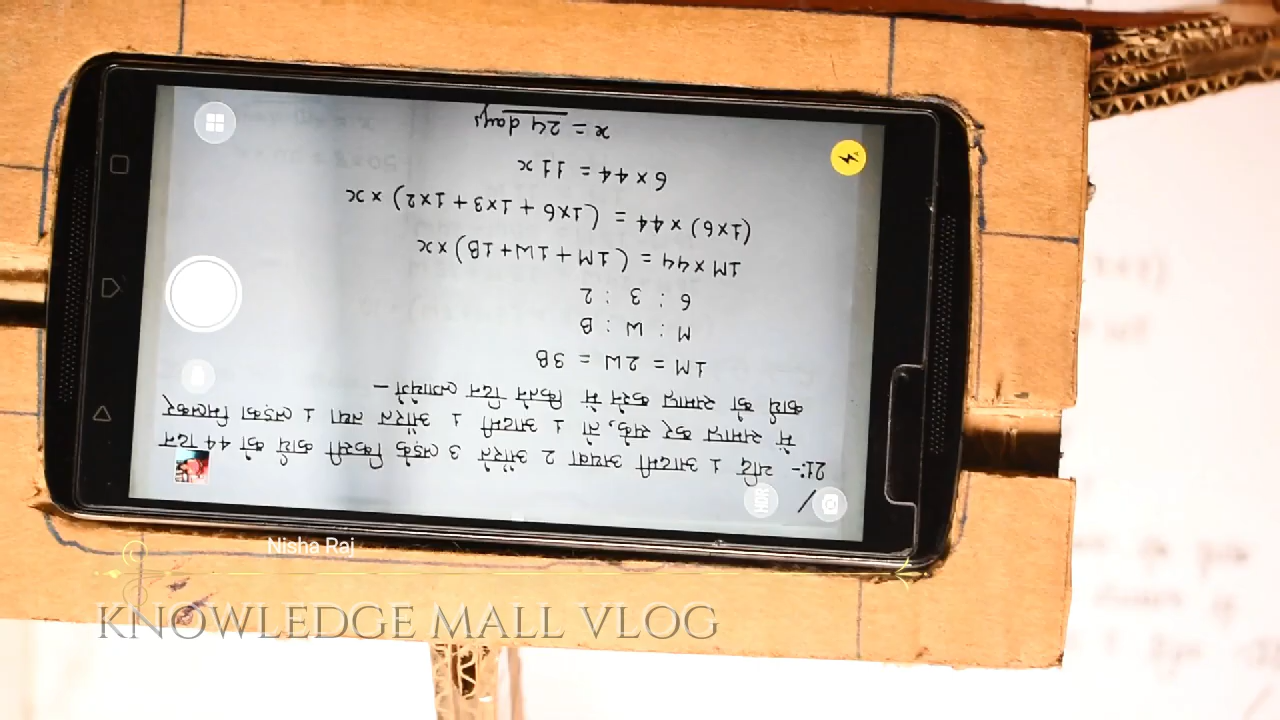 21:- यदि 1 आदमी अथवा 2 औरतें 3 लड़के किसी कार्य को 44 दिन
में समाप्त कर सके, तो 1 आदमी 1 औरत तथा 1 लड़का मिलकर
कार्य को समाप्त करने में कितने दिन लगायेंगे -
1M = 2W = 3B
M : W : B
6 : 3 : 2
1M × 44 = (1M + 1W + 1B) × x
(1×6) × 44 = (1×6 + 1×3 + 1×2) × x
6 × 44 = 11 x
x = 24 days
HDR
Nisha Raj
KNOWLEDGE MALL VLOG